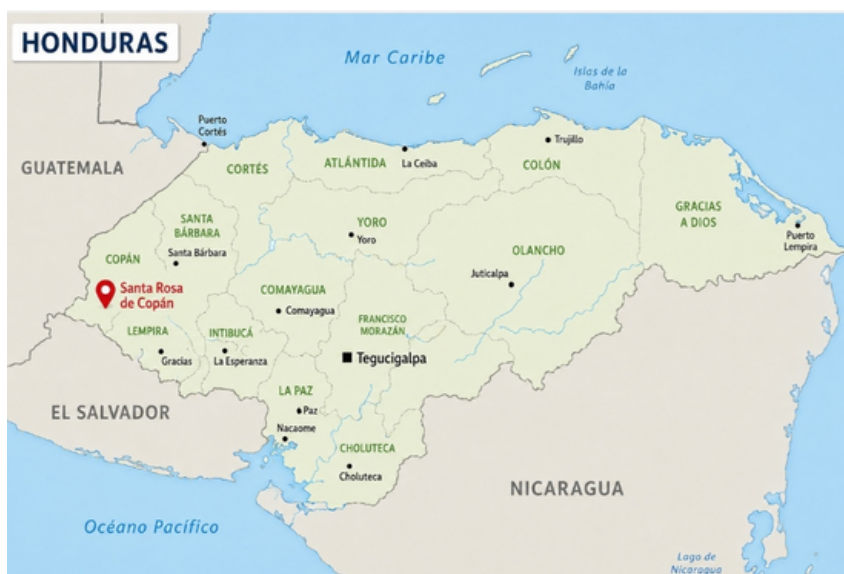 HONDURAS
Mar Caribe
Islas de la
Bahía
Puerto
Cortés
Trujillo
La Ceiba
ATLÁNTIDA
COLÓN
CORTÉS
GUATEMALA
GRACIAS
A DIOS
SANTA
BÁRBARA
YORO
Yoro
Puerto
Lempira
Santa Bárbara
COPÁN
OLANCHO
Juticalpa
Santa Rosa
de Copán
COMAYAGUA
Comayagua
FRANCISCO
MORAZÁN
LEMPIRA
INTIBUCÁ
Gracias
La Esperanza
Tegucigalpa
LA PAZ
Paz
EL SALVADOR
Nacaome
CHOLUTECA
Choluteca
NICARAGUA
Océano Pacífico
Lago de
Nicaragua